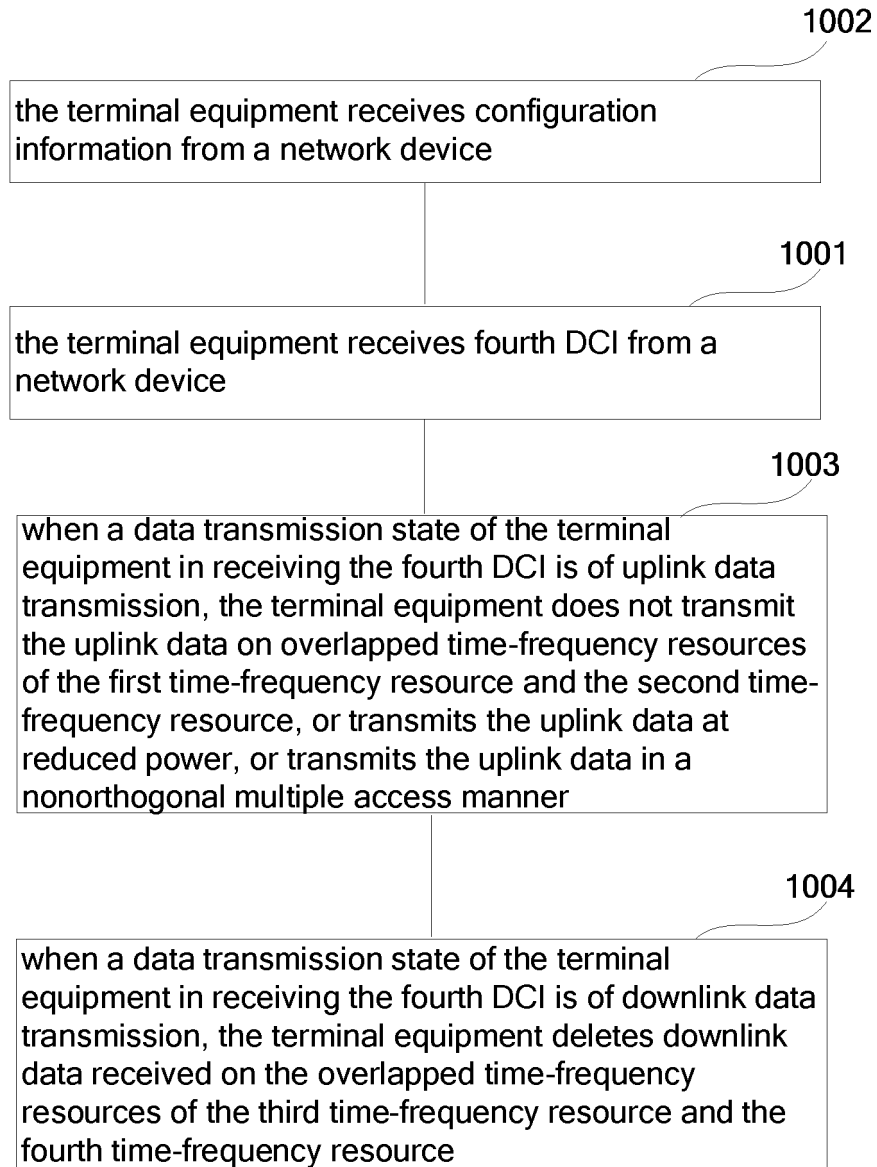 1002
the terminal equipment receives configuration
information from a network device
1001
the terminal equipment receives fourth DCI from a
network device
1003
when a data transmission state of the terminal
equipment in receiving the fourth DCI is of uplink data
transmission, the terminal equipment does not transmit
the uplink data on overlapped time-frequency resources
of the first time-frequency resource and the second time-
frequency resource, or transmits the uplink data at
reduced power, or transmits the uplink data in a
nonorthogonal multiple access manner
1004
when a data transmission state of the terminal
equipment in receiving the fourth DCI is of downlink data
transmission, the terminal equipment deletes downlink
data received on the overlapped time-frequency
resources of the third time-frequency resource and the
fourth time-frequency resource